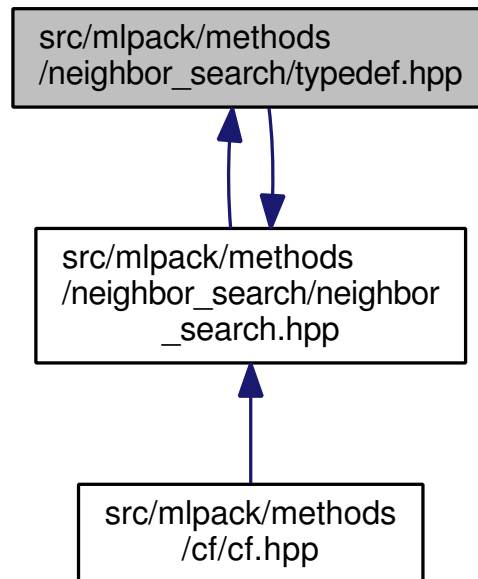 src/mlpack/methods
/neighbor_search/typedef.hpp
src/mlpack/methods
/neighbor_search/neighbor
_search.hpp
src/mlpack/methods
/cf/cf.hpp